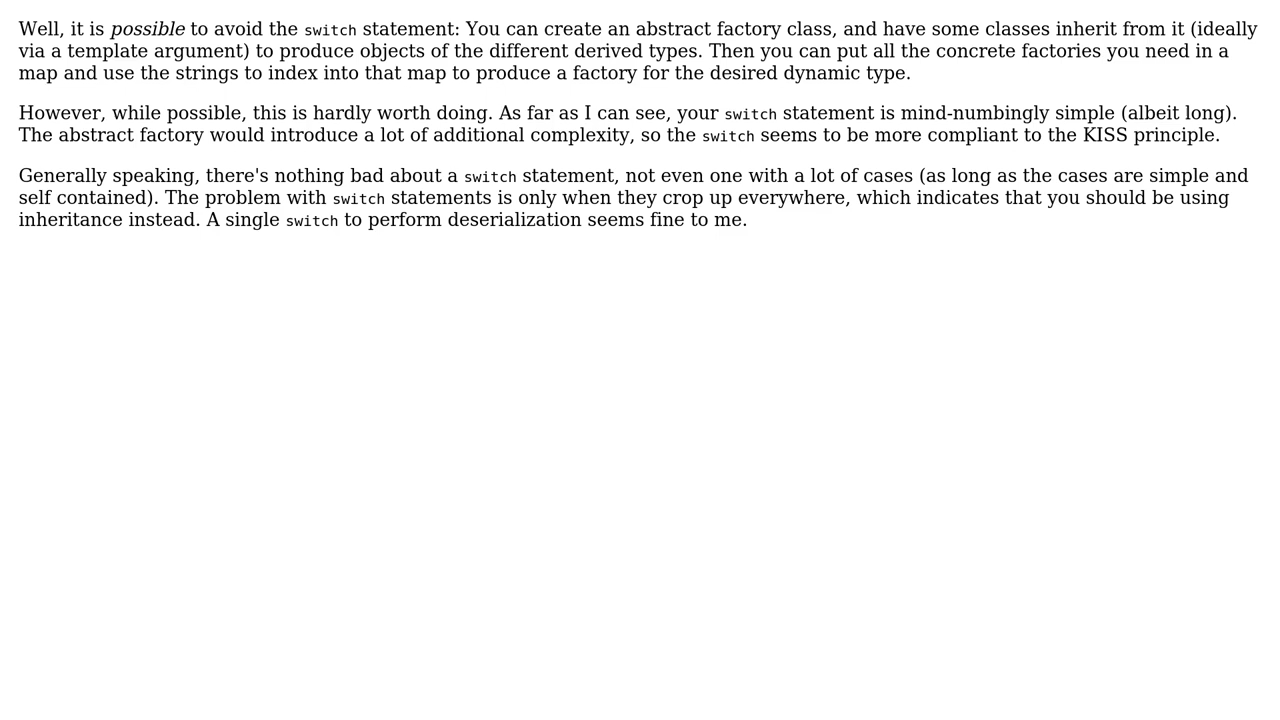 Well, it is possible to avoid the switch statement: You can create an abstract factory class, and have some classes inherit from it (ideally
via a template argument) to produce objects of the different derived types. Then you can put all the concrete factories you need in a
map and use the strings to index into that map to produce a factory for the desired dynamic type.
However, while possible, this is hardly worth doing. As far as I can see, your switch statement is mind-numbingly simple (albeit long).
The abstract factory would introduce a lot of additional complexity, so the switch seems to be more compliant to the KISS principle.
Generally speaking, there's nothing bad about a switch statement, not even one with a lot of cases (as long as the cases are simple and
self contained). The problem with switch statements is only when they crop up everywhere, which indicates that you should be using
inheritance instead. A single switch to perform deserialization seems fine to me.